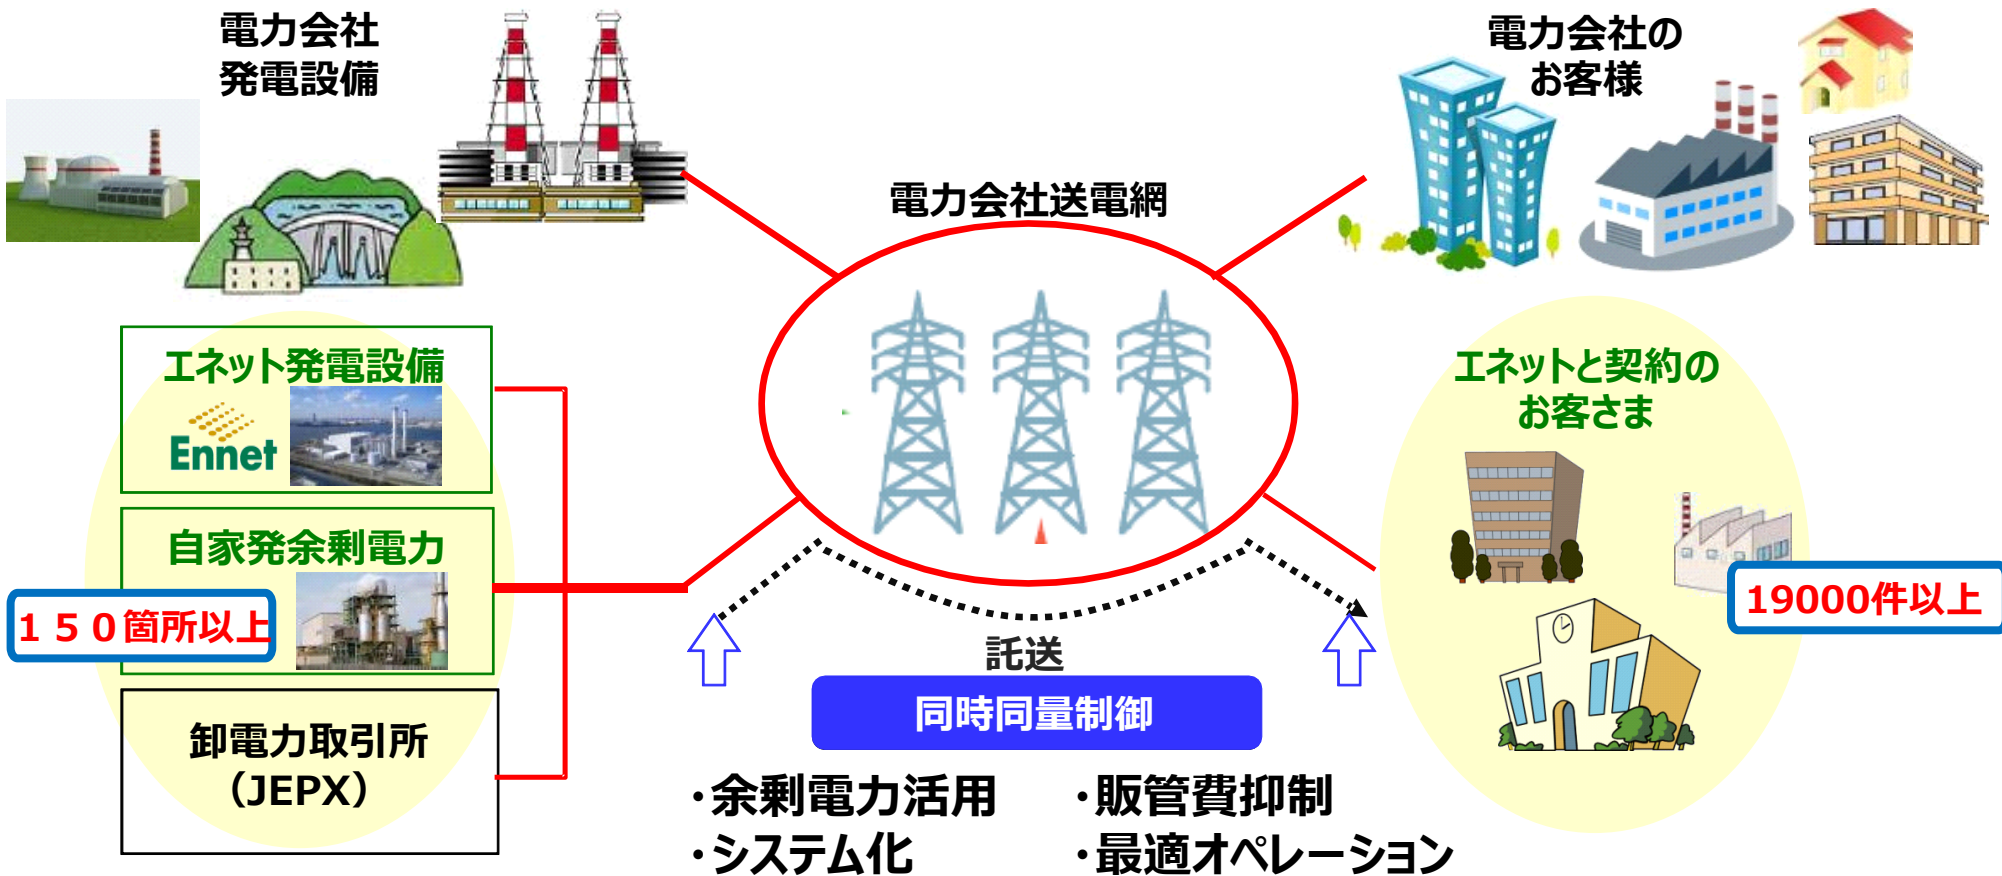 電力会社
発電設備
電力会社の
お客様
電力会社送電網
エネット発電設備
Ennet
自家発余剰電力
150箇所以上
卸電力取引所
(JEPX)
エネットと契約の
お客さま
19000件以上
託送
同時同量制御
・余剰電力活用
・販管費抑制
・システム化
・最適オペレーション